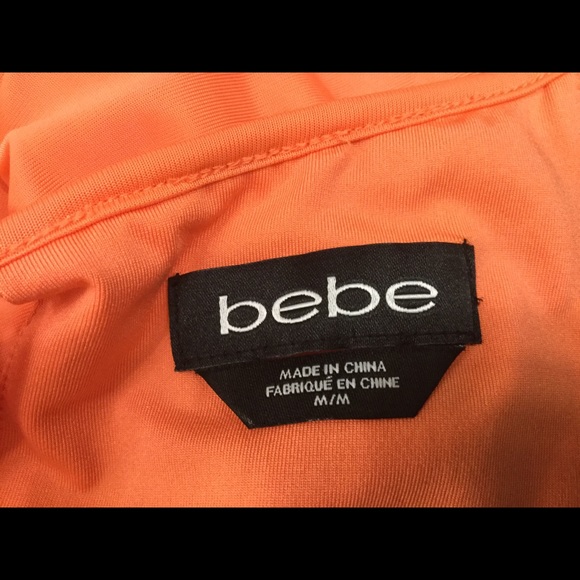 bebe
MADE IN CHINA
FABRIQUÉ EN CHINE
M/M